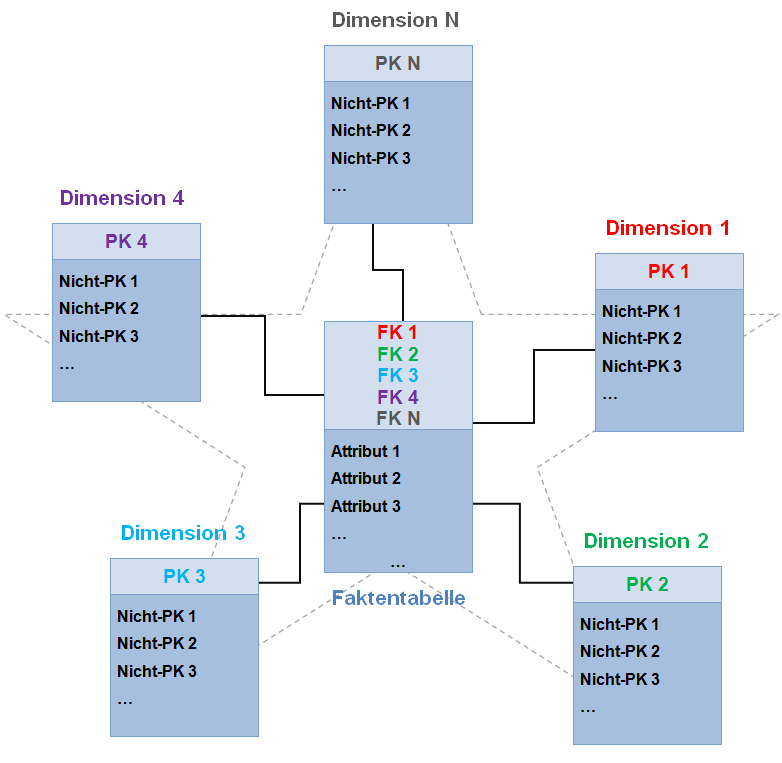 Dimension N
PK N
Nicht-PK 1
Nicht-PK 2
Nicht-PK 3
…
Dimension 4
PK 4
Nicht-PK 1
Nicht-PK 2
Nicht-PK 3
…
Dimension 1
PK 1
Nicht-PK 1
Nicht-PK 2
Nicht-PK 3
…
FK 1
FK 2
FK 3
FK 4
FK N
Attribut 1
Attribut 2
Attribut 3
…
…
Faktentabelle
Dimension 3
PK 3
Nicht-PK 1
Nicht-PK 2
Nicht-PK 3
…
Dimension 2
PK 2
Nicht-PK 1
Nicht-PK 2
Nicht-PK 3
…